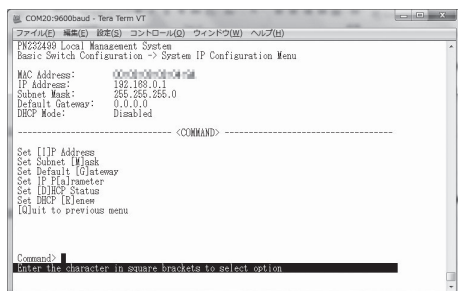 COM20:9600baud - Tera Term VT
ファイル(F) 編集(E) 設定(S) コントロール(O) ウィンドウ(W) ヘルプ(H)
PN232499 Local Management System
Basic Switch Configuration -> System IP Configuration Menu
MAC Address:
IP Address: 192.168.0.1
Subnet Mask: 255.255.255.0
Default Gateway: 0.0.0.0
DHCP Mode: Disabled
------------------------------ <COMMAND> ----------------------------------
Set [I]P Address
Set Subnet [M]ask
Set Default [G]ateway
Set IP P[a]rameter
Set [D]HCP Status
Set DHCP [R]enew
[Q]uit to previous menu
Command>
Enter the character in square brackets to select option